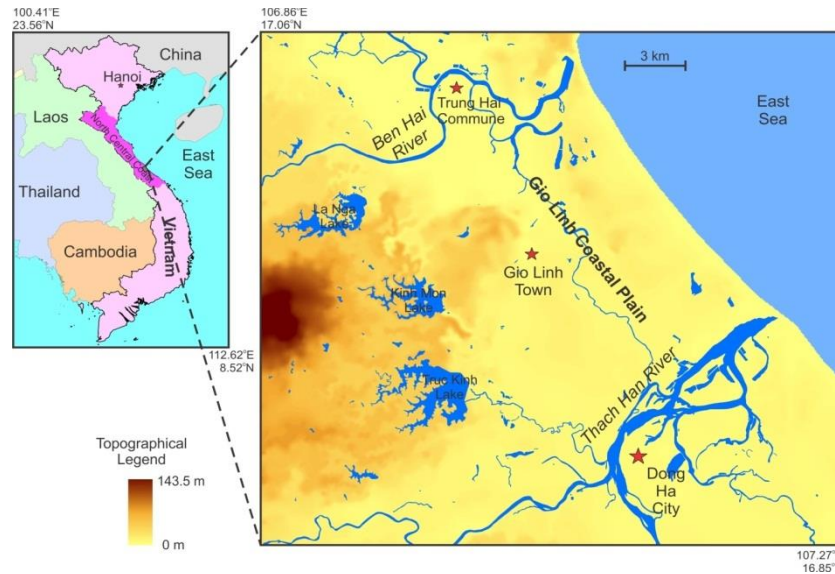 100.41°E
23.56°N
China
Hanoi
Laos
North Central Coast
East
Sea
Thailand
Vietnam
Cambodia
112.62°E
8.52°N
Topographical
Legend
143.5 m
0 m
106.86°E
17.06°N
3 km
East
Sea
Trung Hai
Commune
Ben Hai
River
La Nga
Lake
Gio Linh Coastal Plain
Gio Linh
Town
Kinh Mon
Lake
Truc Kinh
Lake
Thach Han River
Dong
Ha
City
107.27°E
16.85°N